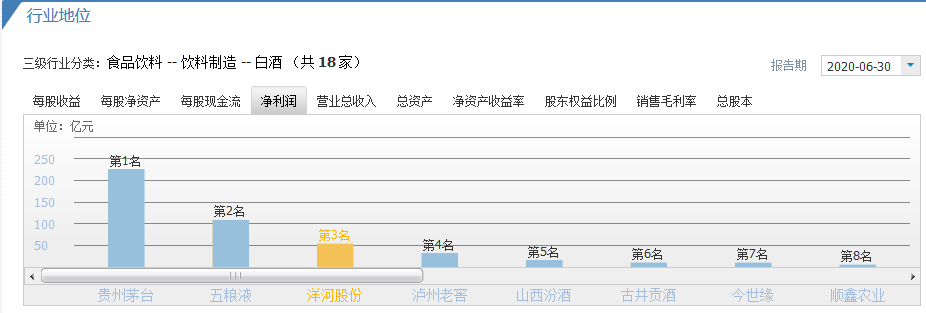 行业地位
三级行业分类：食品饮料 -- 饮料制造 -- 白酒 （共 18 家）
报告期 2020-06-30
每股收益 每股净资产 每股现金流 净利润 营业总收入 总资产 净资产收益率 股东权益比例 销售毛利率 总股本
单位：亿元
250
200
150
100
50
第1名
第2名
第3名
第4名
第5名
第6名
第7名
第8名
贵州茅台 五粮液 洋河股份 泸州老窖 山西汾酒 古井贡酒 今世缘 顺鑫农业